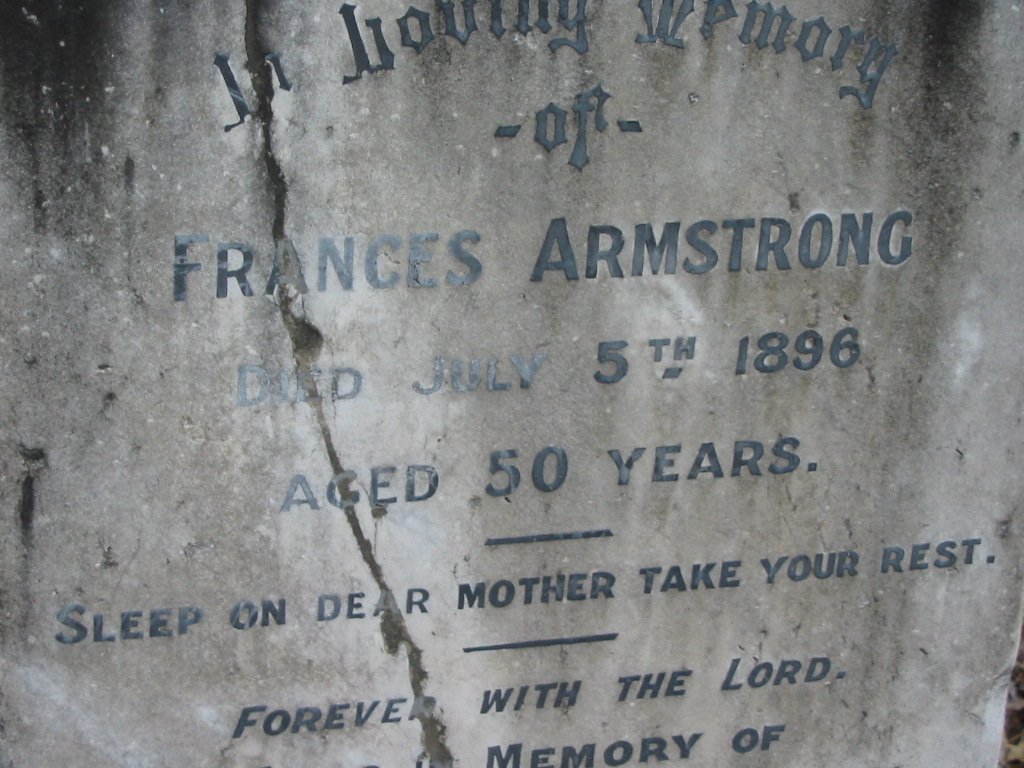 In Loving Memory
-of-
FRANCES ARMSTRONG
DIED JULY 5TH 1896
AGED 50 YEARS.
SLEEP ON DEAR MOTHER TAKE YOUR REST.
FOREVER WITH THE LORD.
MEMORY OF